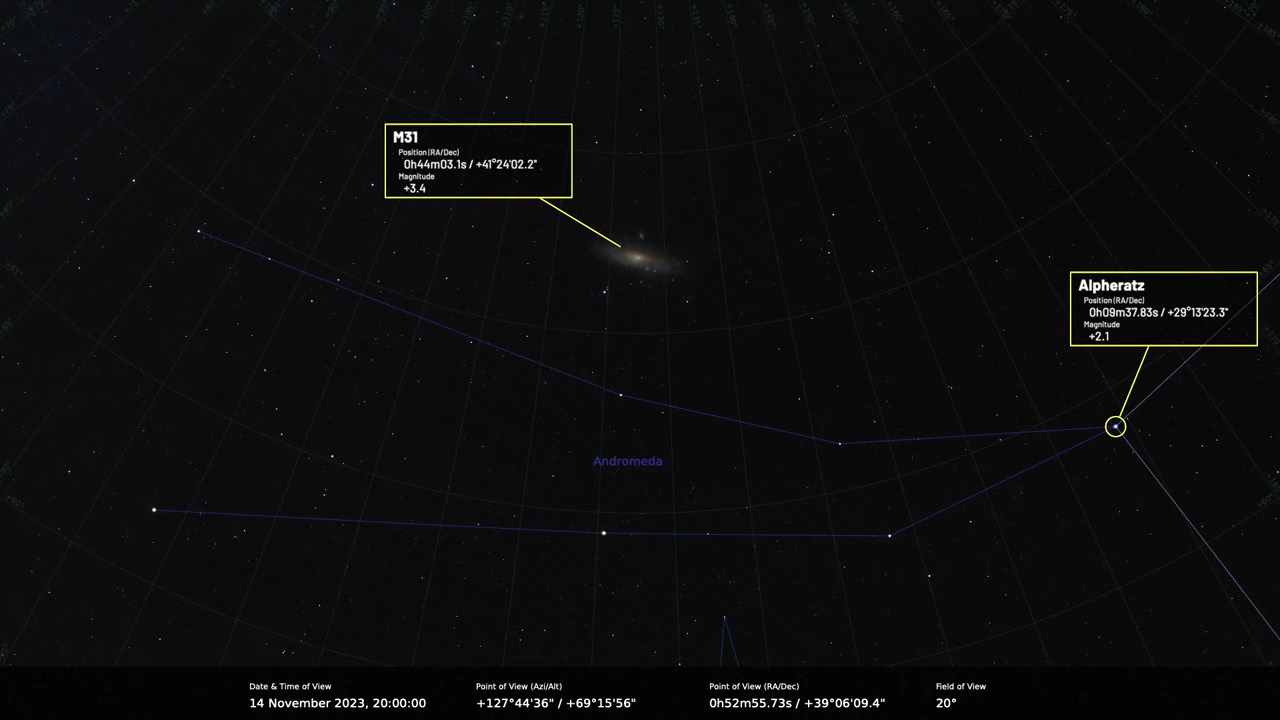 M31
Position (RA/Dec)
0h44m03.1s / +41°24'02.2"
Magnitude
+3.4
Alpheratz
Position (RA/Dec)
0h09m37.83s / +29°13'23.3"
Magnitude
+2.1
Andromeda
Date & Time of View
14 November 2023, 20:00:00
Point of View (Azi/Alt)
+127°44'36" / +69°15'56"
Point of View (RA/Dec)
0h52m55.73s / +39°06'09.4"
Field of View
20°